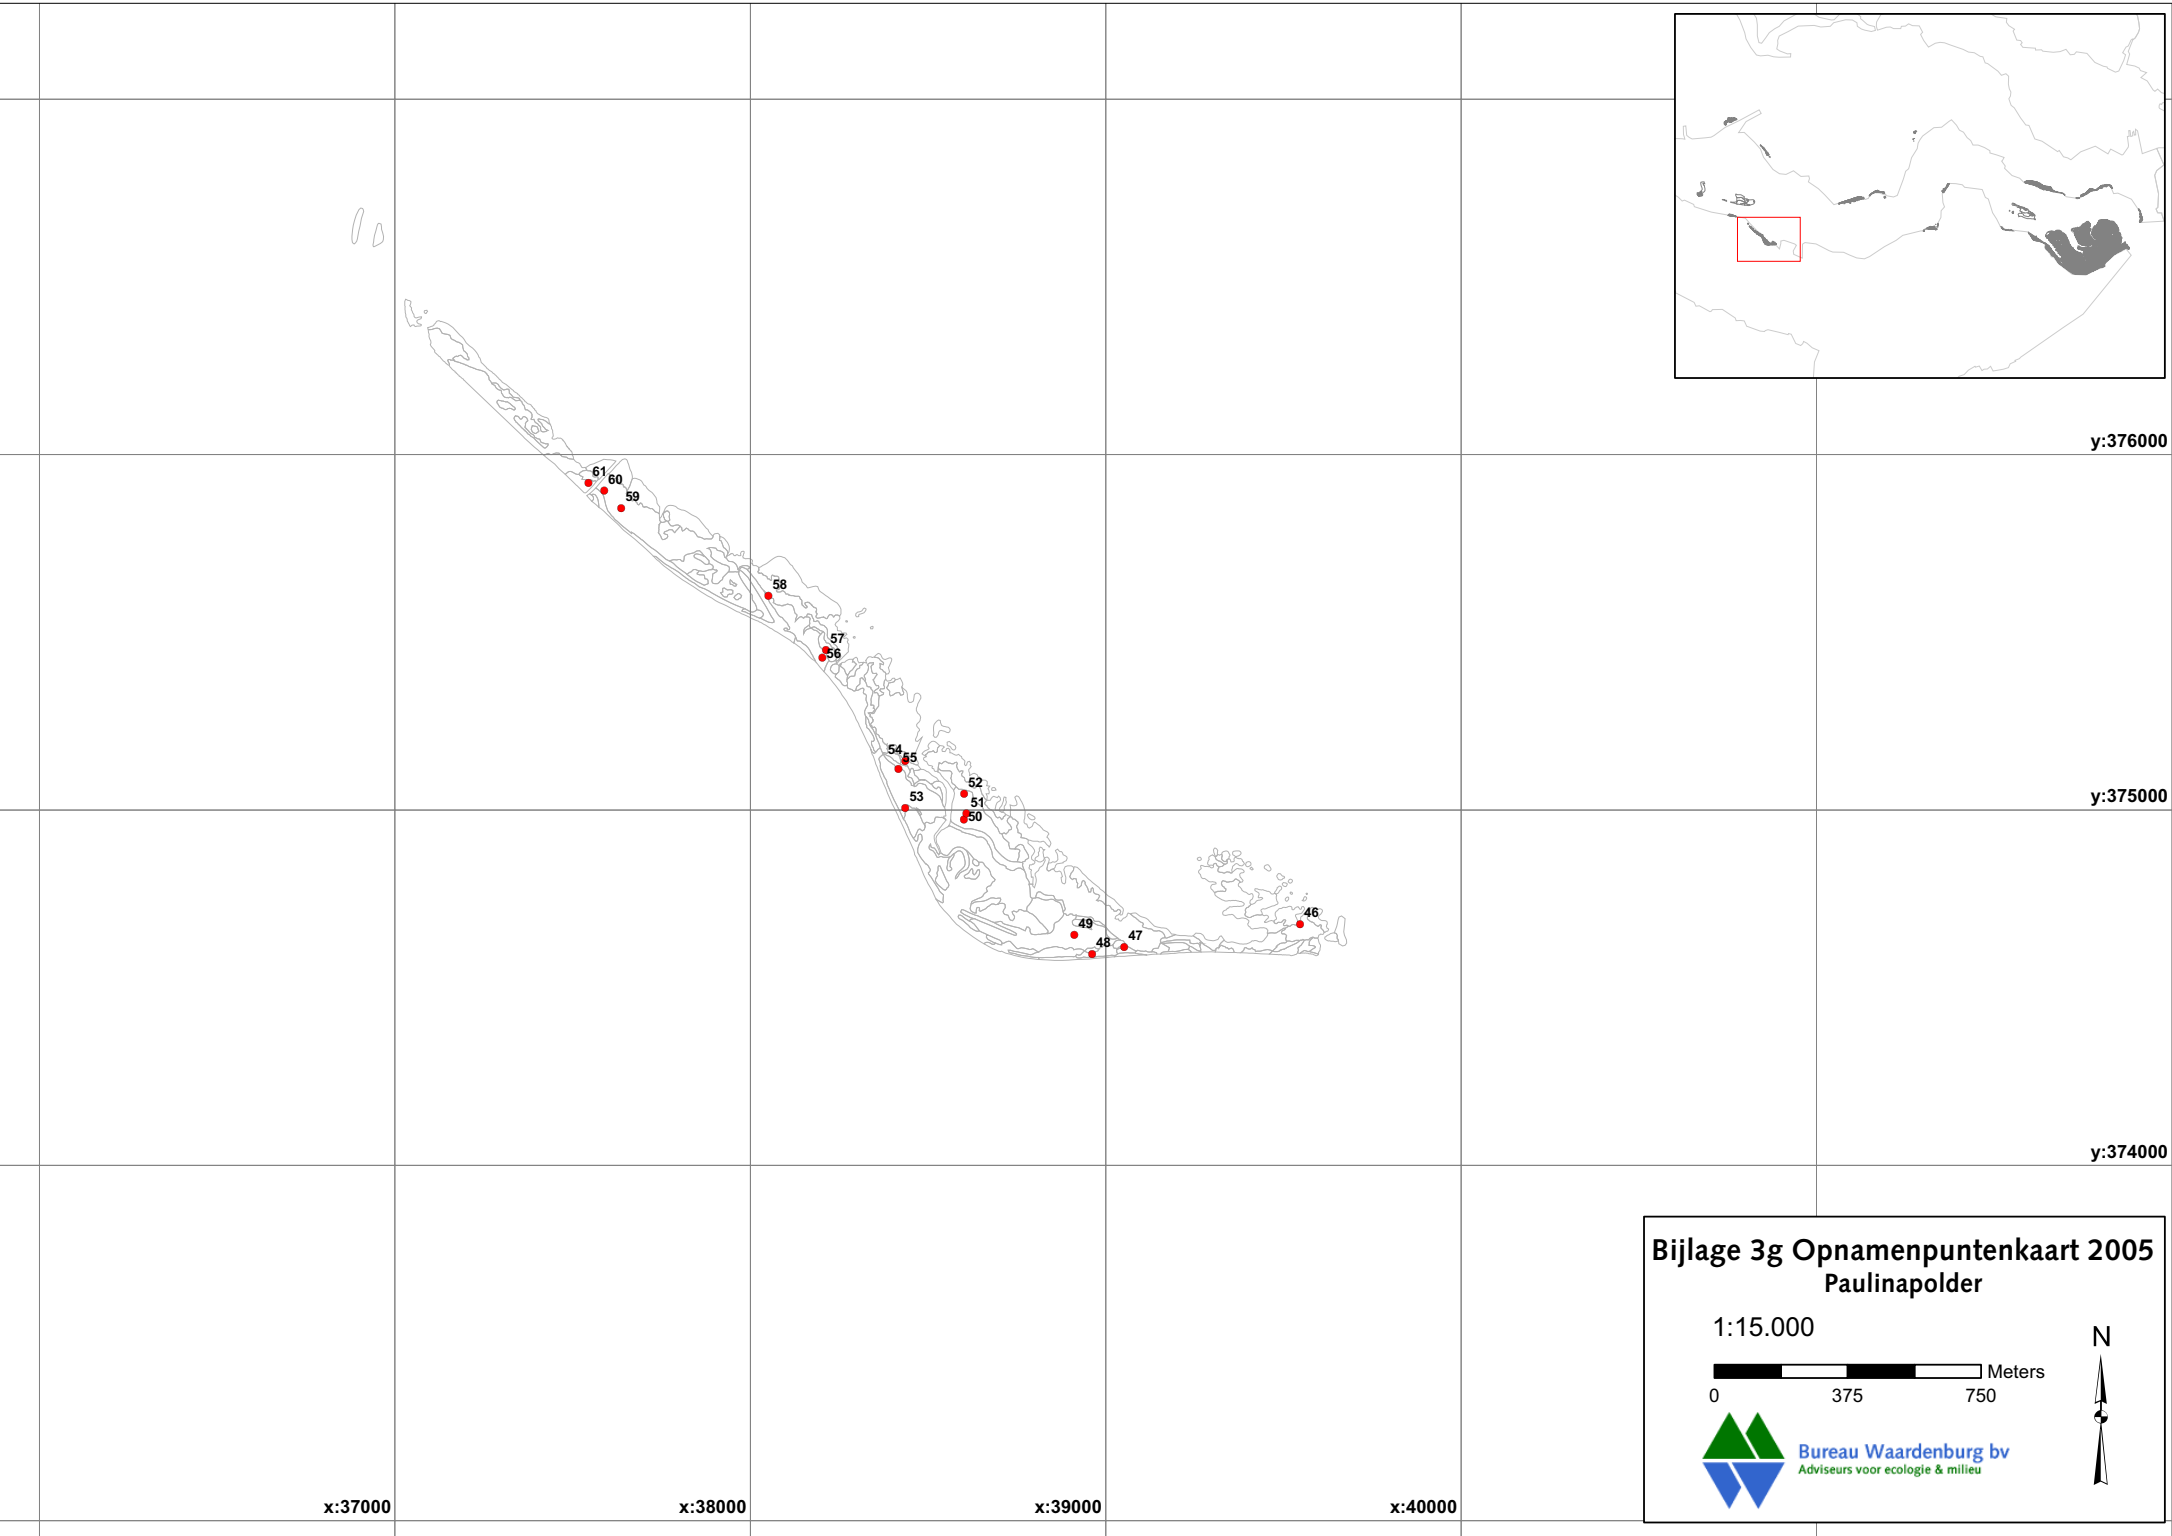 y:376000
61
60
59
58
57
56
54
55
52
53
51
50
y:375000
46
49
47
48
y:374000
Bijlage 3g Opnamenpuntenkaart 2005
Paulinapolder
1:15.000
N
Meters
0 375 750
Bureau Waardenburg bv
Adviseurs voor ecologie & milieu
x:37000 x:38000 x:39000 x:40000